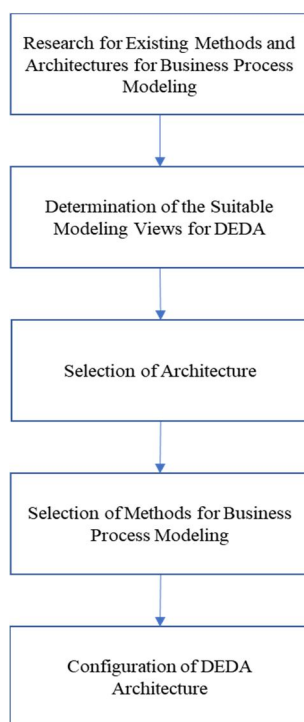 Research for Existing Methods and
Architectures for Business Process
Modeling
Determination of the Suitable
Modeling Views for DEDA
Selection of Architecture
Selection of Methods for Business
Process Modeling
Configuration of DEDA
Architecture